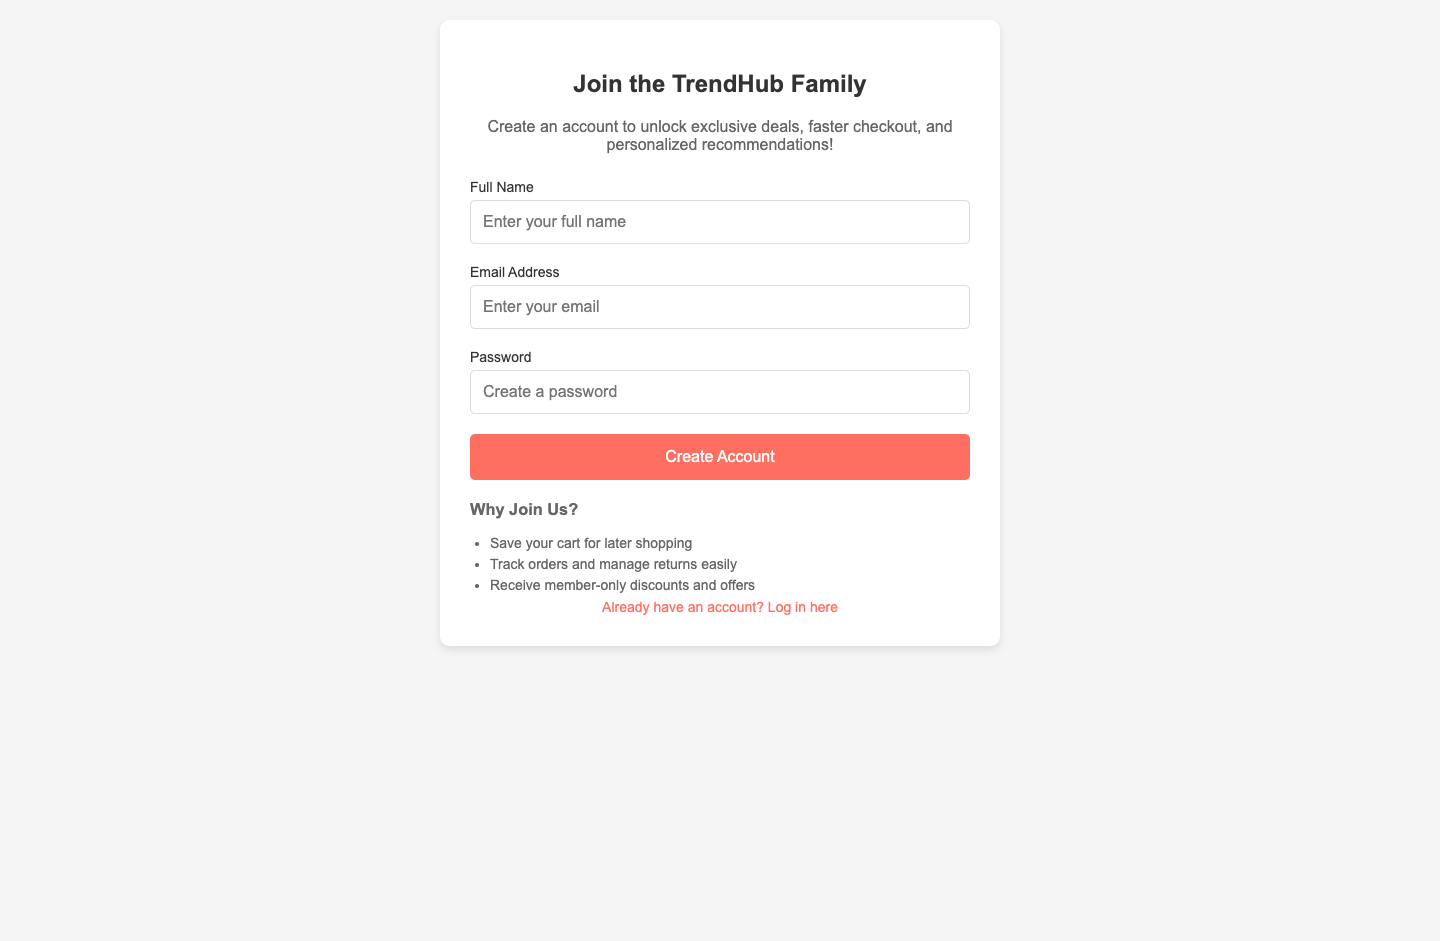 Join the TrendHub Family
Create an account to unlock exclusive deals, faster checkout, and
personalized recommendations!
Full Name
Enter your full name
Email Address
Enter your email
Password
Create a password
Create Account
Why Join Us?
• Save your cart for later shopping
• Track orders and manage returns easily
• Receive member-only discounts and offers
Already have an account? Log in here